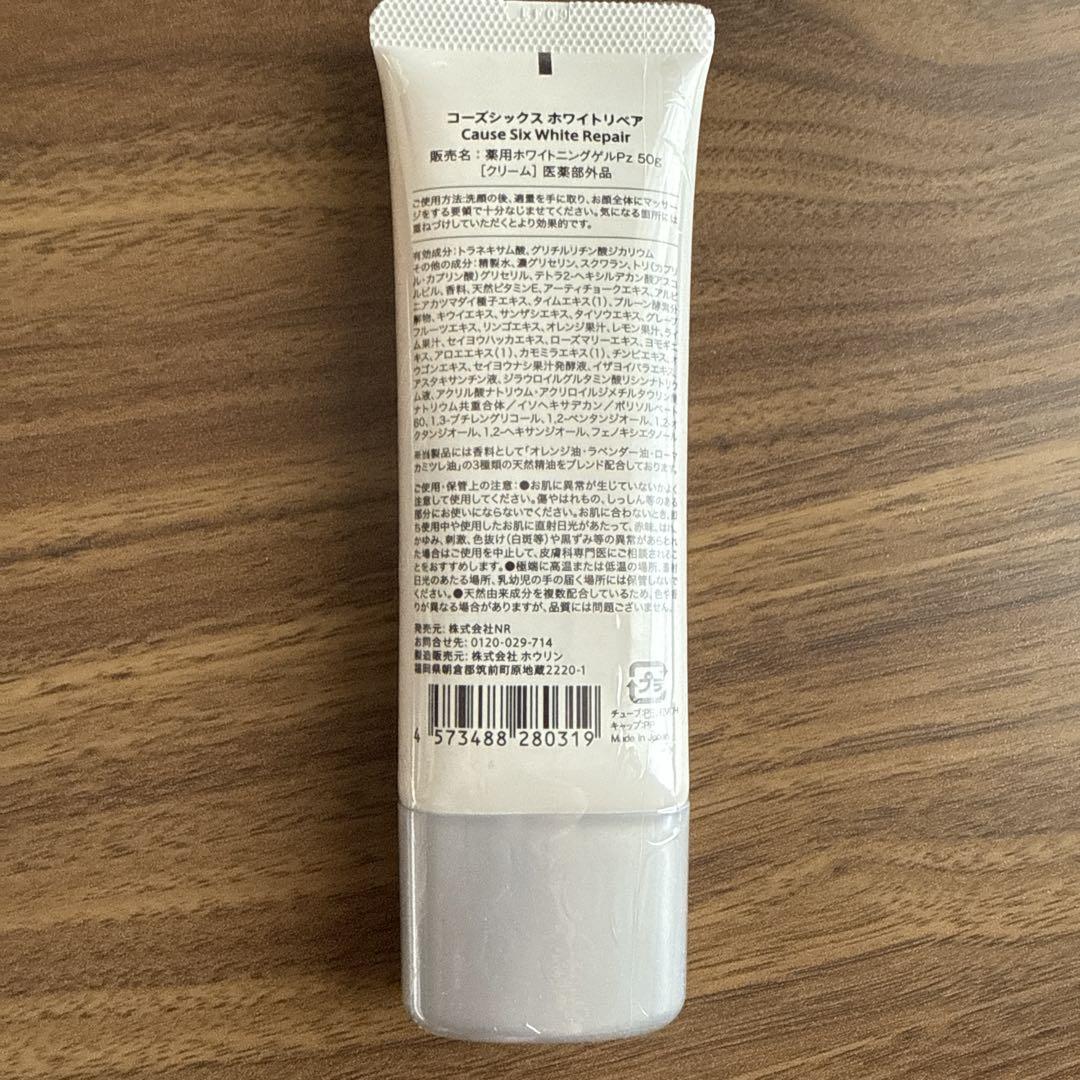 コーズシックス ホワイトリペア
Cause Six White Repair
販売名：薬用ホワイトニングゲルPz 50g
［クリーム］医薬部外品
ご使用方法:洗顔の後、適量を手に取り、お顔全体にマッサー
ジをする要領で十分なじませてください。気になる箇所には
重ねづけしていただくとより効果的です。
有効成分：トラネキサム酸、グリチルリチン酸ジカリウム
その他の成分：精製水、濃グリセリン、スクワラン、トリ(カプリ
ル・カプリン酸)グリセリル、テトラ2-ヘキシルデカン酸アスコ
ルビル、香料、天然ビタミンE、アーティチョークエキス、アルピ
ニアカツマダイ種子エキス、タイムエキス(1)、プルーン酵素分
解物、キウイエキス、サンザシエキス、タイソウエキス、グレープ
フルーツエキス、リンゴエキス、オレンジ果汁、レモン果汁、ライ
ム果汁、セイヨウハッカエキス、ローズマリーエキス、ヨモギエ
キス、アロエエキス(1)、カモミラエキス(1)、チンピエキス、オ
ウゴンエキス、セイヨウナシ果汁発酵液、イザヨイバラエキス、
アスタキサンチン液、ジラウロイルグルタミン酸リシンナトリウ
ム液、アクリル酸ナトリウム・アクリロイルジメチルタウリン酸
ナトリウム共重合体／イソヘキサデカン／ポリソルベート
80、1,3-ブチレングリコール、1,2-ペンタンジオール、1,2-オ
クタンジオール、1,2-ヘキサンジオール、フェノキシエタノール
※当製品には香料として「オレンジ油・ラベンダー油・ローマ
カミツレ油」の3種類の天然精油をブレンド配合しております。
ご使用・保管上の注意：●お肌に異常が生じていないかよく
注意して使用してください。傷やはれもの、しっしん等のある
部分にお使いにならないでください。お肌に合わないとき、即
ち使用中や使用したお肌に直射日光があたって、赤味、はれ、
かゆみ、刺激、色抜け(白斑等)や黒ずみ等の異常があらわれ
た場合はご使用を中止して、皮膚科専門医にご相談されるこ
とをおすすめします。●極端に高温または低温の場所、直射
日光のあたる場所、乳幼児の手の届く場所には保管しないで
ください。●天然由来成分を複数配合しているため、色や香
りが異なる場合がありますが、品質には問題ございません。
発売元：株式会社NR
お問合せ先：0120-029-714
製造販売元：株式会社 ホウリン
福岡県朝倉郡筑前町原地蔵2220-1
プラ
チューブ:PE,EVOH
キャップ:PP
Made in Japan
4 573488 280319